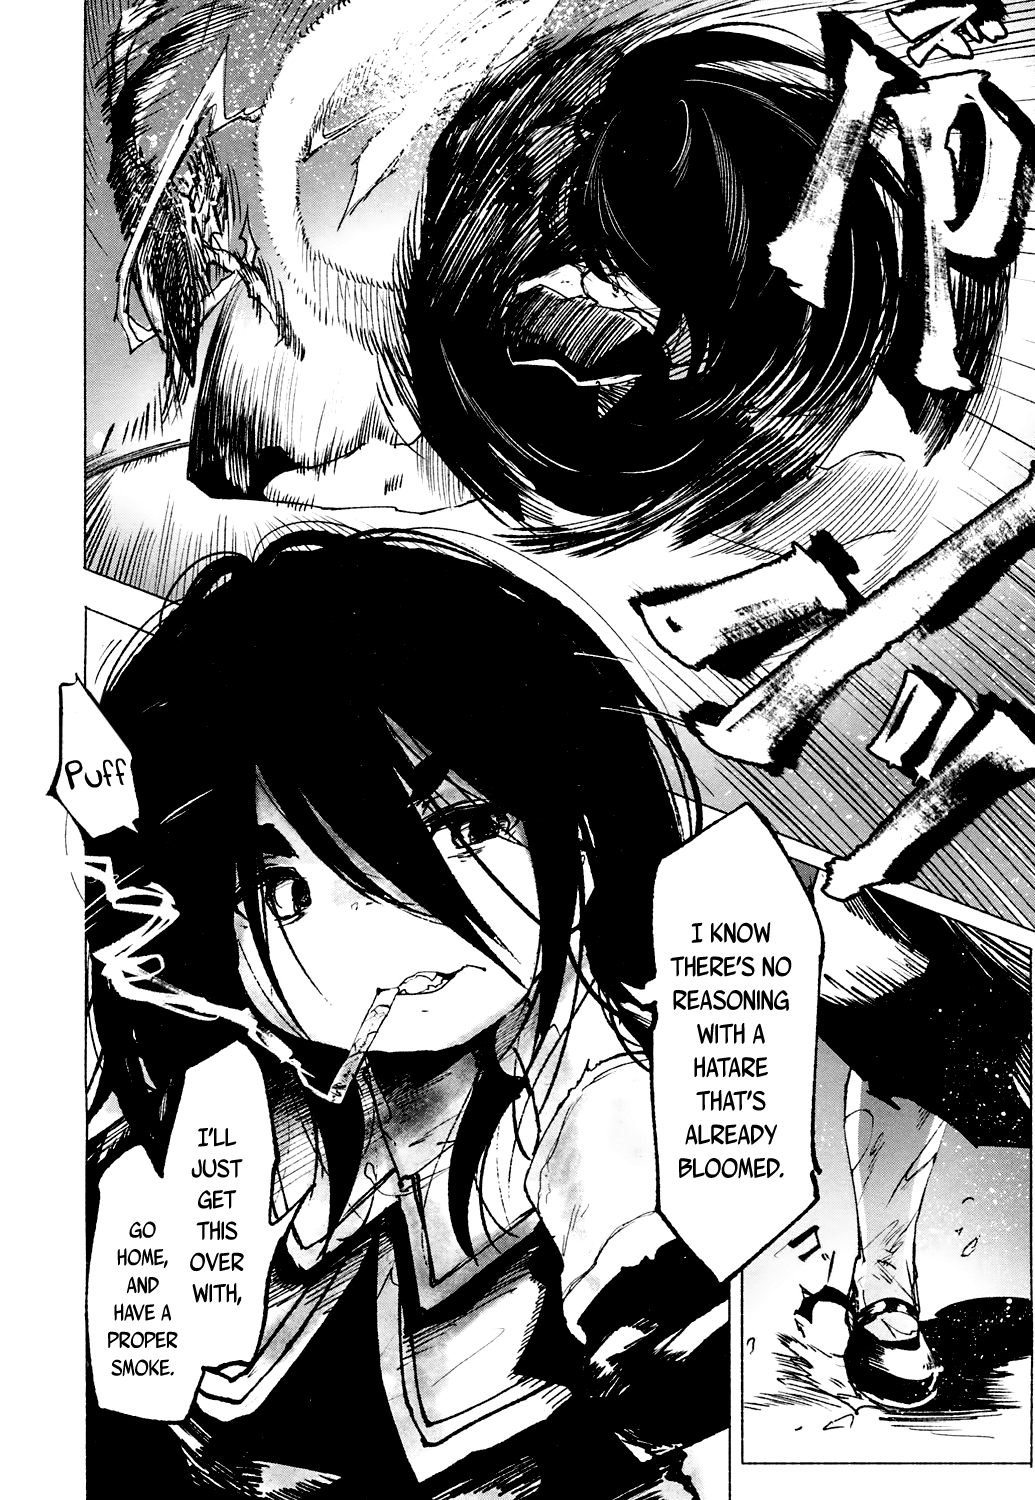 I KNOW
THERE'S NO
REASONING
WITH A
HATARE
THAT'S
ALREADY
BLOOMED.
Puff
I'LL
JUST
GET
THIS
OVER
WITH,
GO
HOME,
AND
HAVE A
PROPER
SMOKE.